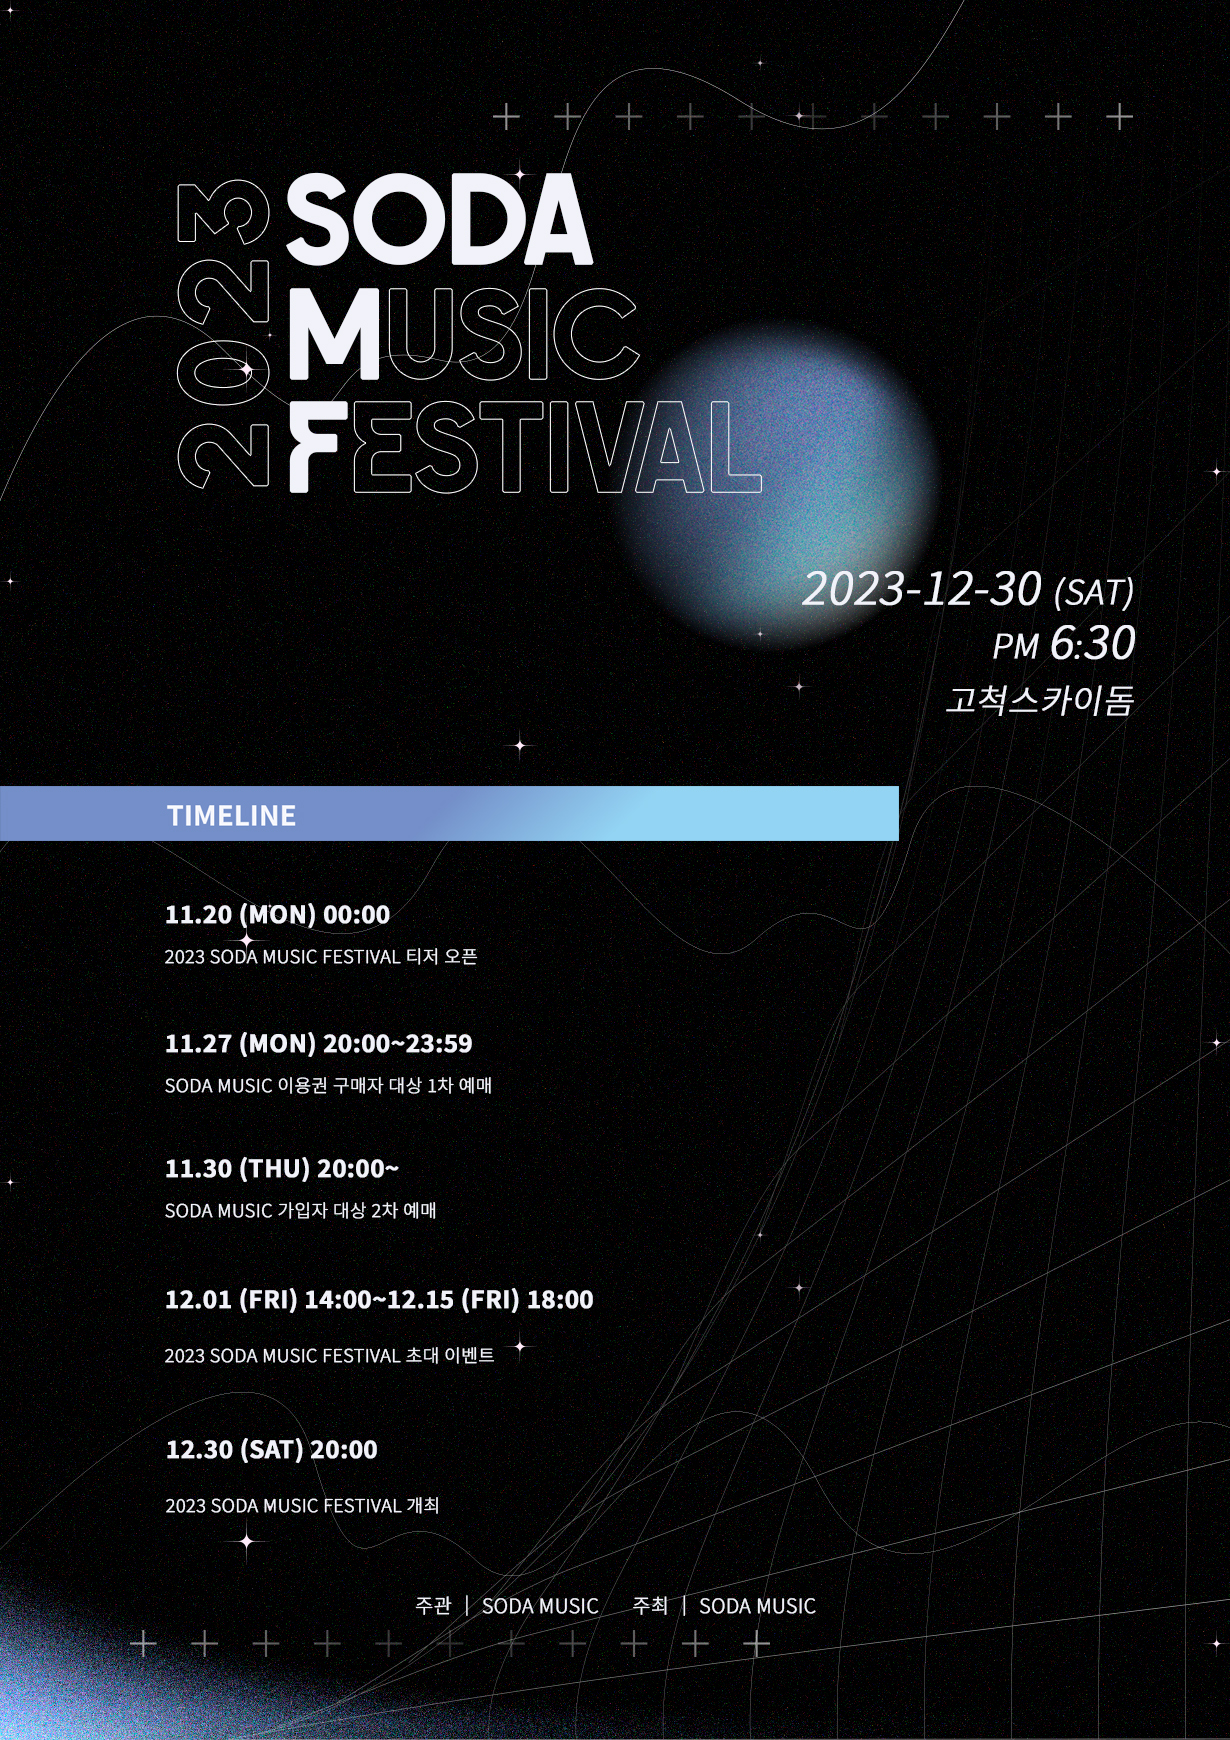 2023
SODA
MUSIC
FESTIVAL
2023-12-30 (SAT)
PM 6:30
고척스카이돔
TIMELINE
11.20 (MON) 00:00
2023 SODA MUSIC FESTIVAL 티저 오픈
11.27 (MON) 20:00~23:59
SODA MUSIC 이용권 구매자 대상 1차 예매
11.30 (THU) 20:00~
SODA MUSIC 가입자 대상 2차 예매
12.01 (FRI) 14:00~12.15 (FRI) 18:00
2023 SODA MUSIC FESTIVAL 초대 이벤트
12.30 (SAT) 20:00
2023 SODA MUSIC FESTIVAL 개최
주관 | SODA MUSIC 주최 | SODA MUSIC